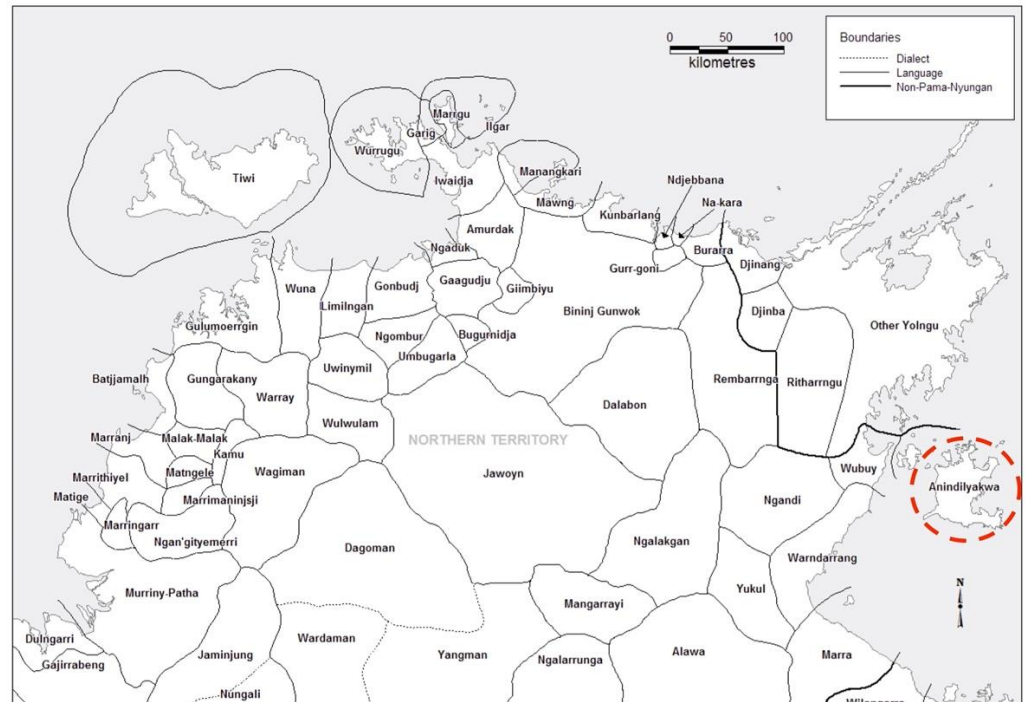 0 50 100
kilometres
Boundaries
Dialect
Language
Non-Pama-Nyungan
Tiwi
Wurrugu
Garig
Marrgu
Ilgar
Iwaidja
Manangkari
Mawng
Amurdak
Kunbarlang
Ndjebbana
Na-kara
Burarra
Gurr-goni
Djinang
Djinba
Ngaduk
Gaagudju
Giimbiyu
Gonbudj
Wuna
Limilngan
Bininj Gunwok
Other Yolngu
Gulumoerrgin
Ngombur
Bugurnidja
Umbugarla
Uwinymil
Batjjamalh
Gungarakany
Warray
Rembarrnga
Ritharrngu
Dalabon
Wulwulam
NORTHERN TERRITORY
Marranj
Malak-Malak
Kamu
Wagiman
Jawoyn
Wubuy
Anindilyakwa
Marrithiyel
Matngele
Matige
Marrimaninjsji
Ngandi
Marringarr
Ngan'gityemerri
Dagoman
Ngalakgan
Warndarrang
Yukul
N
Murriny-Patha
Mangarrayi
Dulngarri
Gajirrabeng
Wardaman
Jaminjung
Yangman
Ngalarrunga
Alawa
Marra
Nungali